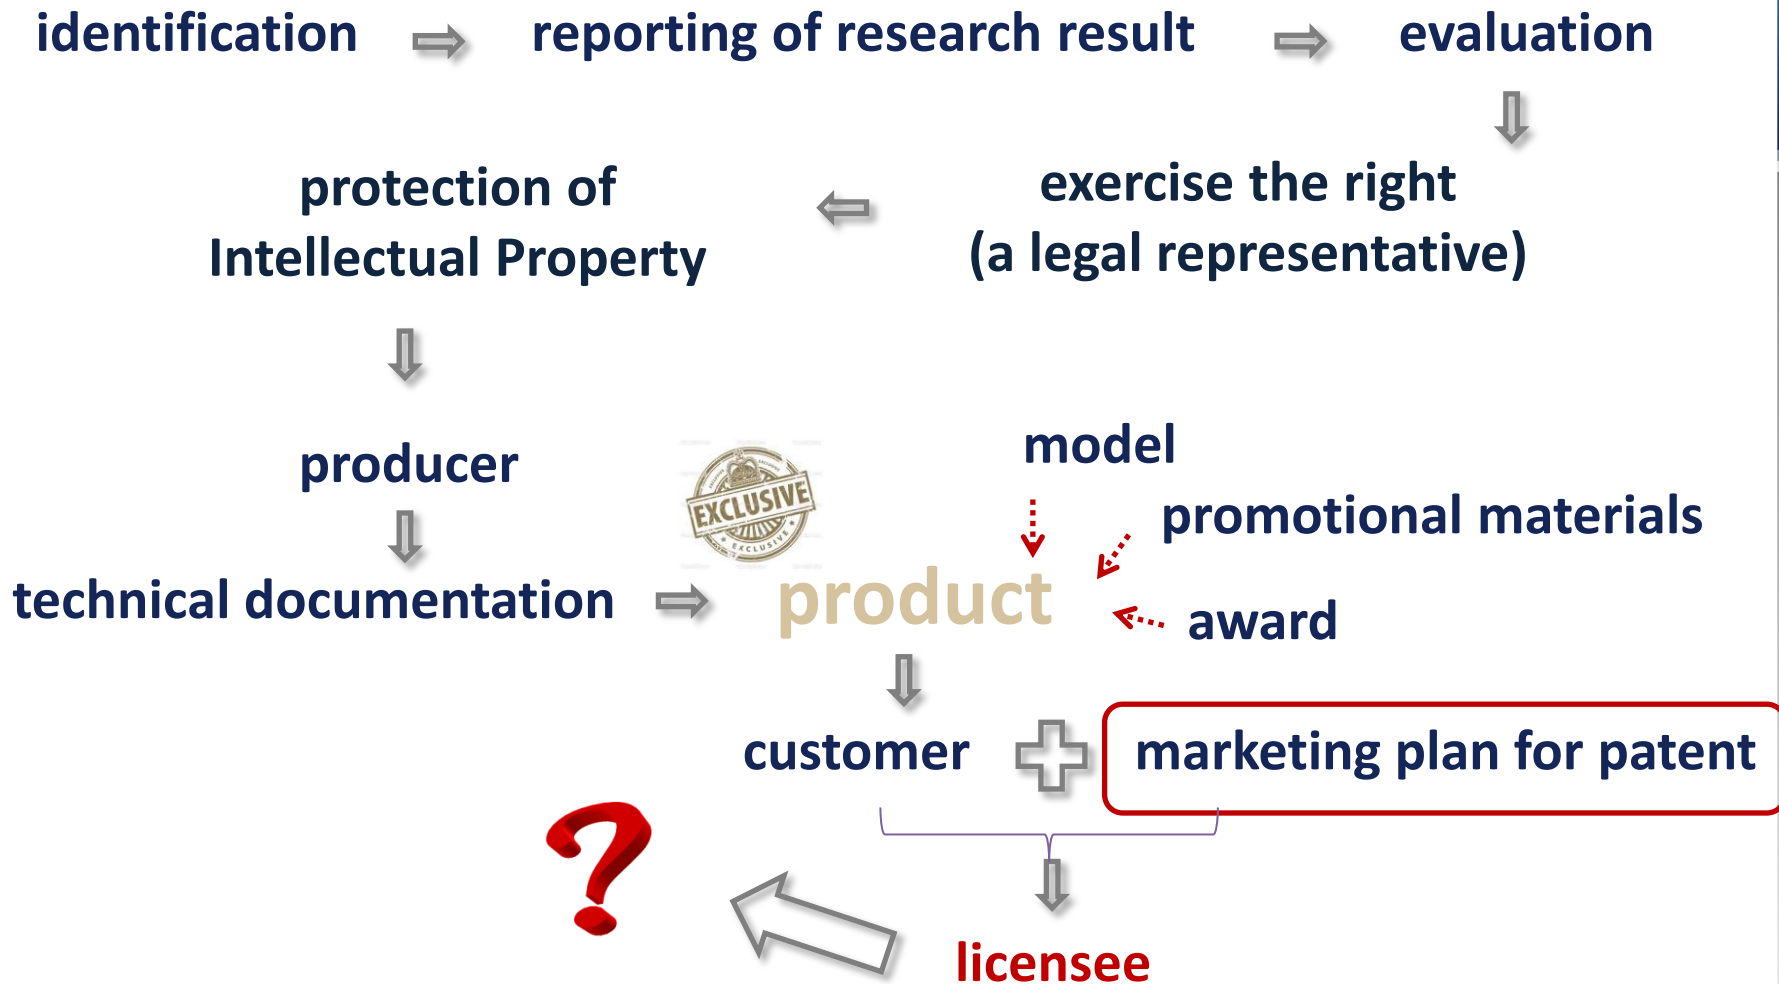 identification
reporting of research result
evaluation
protection of
Intellectual Property
exercise the right
(a legal representative)
producer
EXCLUSIVE
EXCLUSIVE
model
promotional materials
technical documentation
product
award
customer
marketing plan for patent
?
licensee